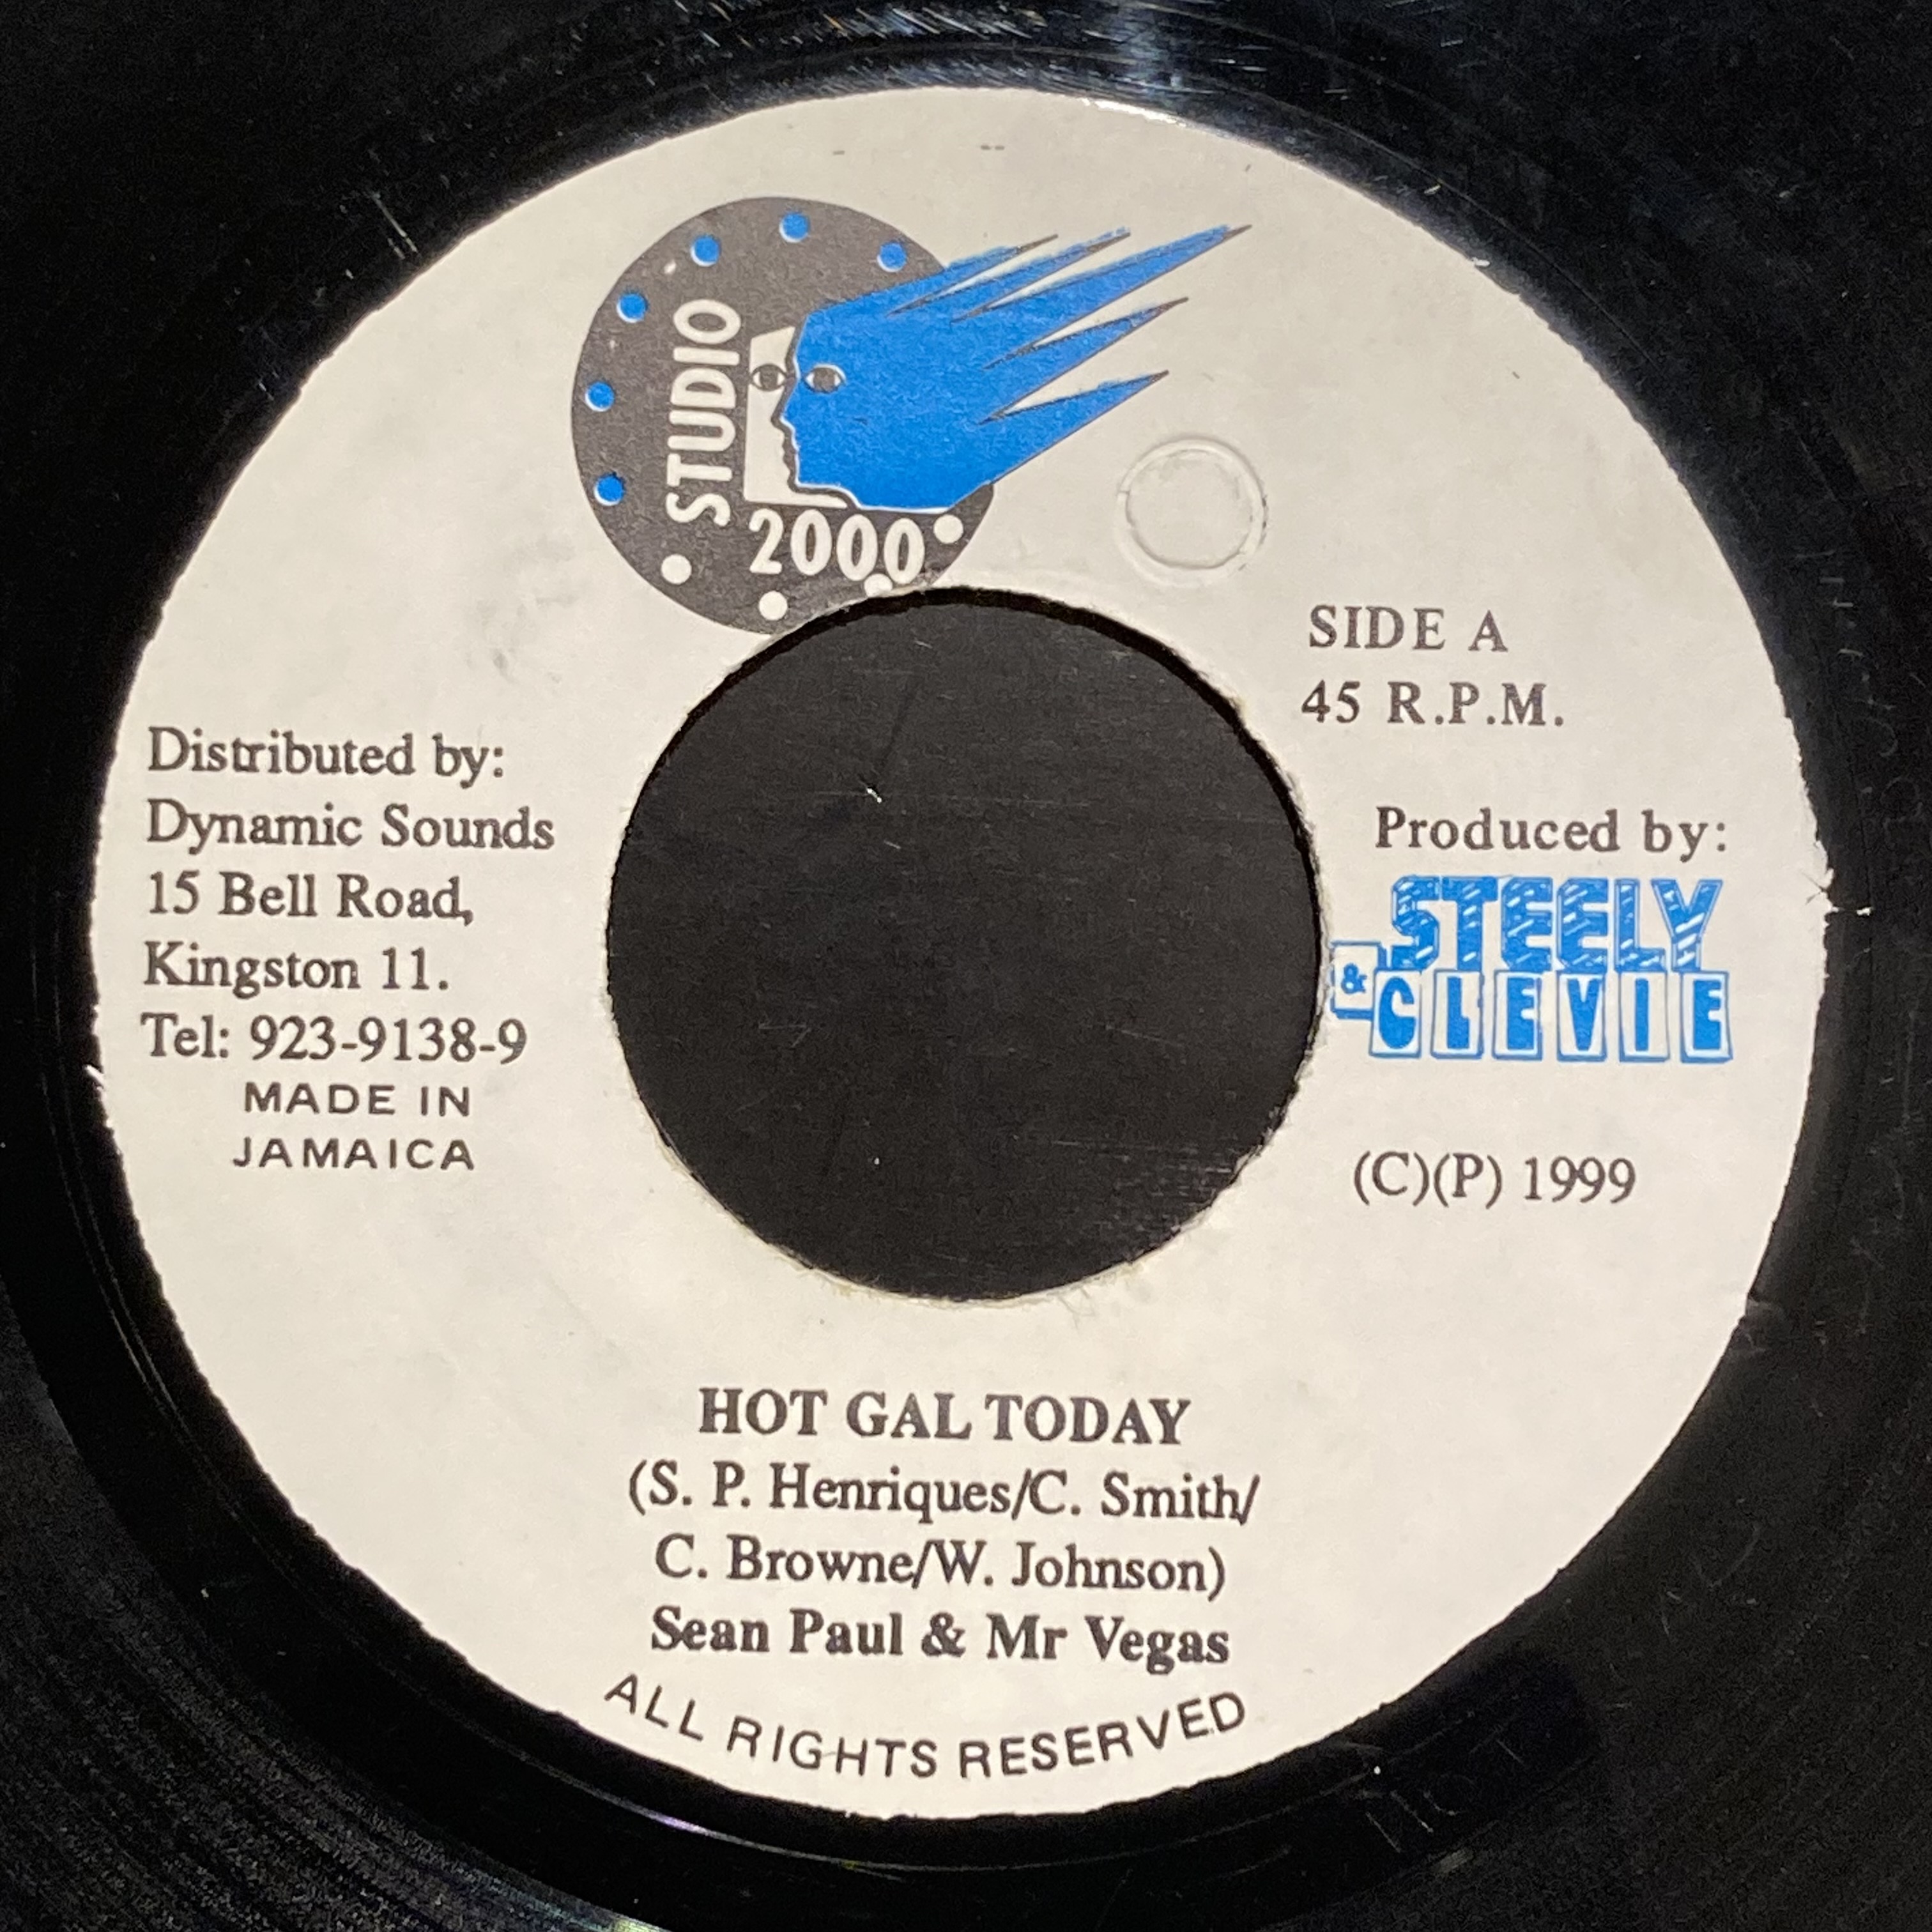 STUDIO
2000
SIDE A
45 R.P.M.
Distributed by:
Dynamic Sounds
15 Bell Road,
Kingston 11.
Tel: 923-9138-9
MADE IN
JAMAICA
Produced by:
STEELY
& CLEVIE
(C)(P) 1999
HOT GAL TODAY
(S. P. Henriques/C. Smith/
C. Browne/W. Johnson)
Sean Paul & Mr Vegas
ALL RIGHTS RESERVED